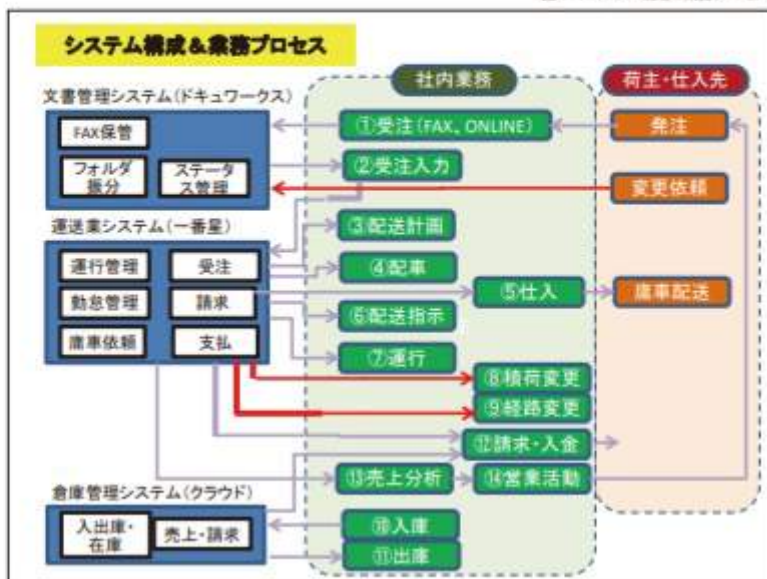 システム構成&業務プロセス
社内業務
荷主・仕入先
文書管理システム(ドキュワークス)
FAX保管
フォルダ
振分
ステータ
ス管理
①受注(FAX、ONLINE)
発注
②受注入力
変更依頼
運送業システム(一番星)
運行管理
受注
勤怠管理
請求
庸車依頼
支払
③配送計画
④配車
⑤仕入
庸車配送
⑥配送指示
⑦運行
⑧積荷変更
⑨経路変更
⑫請求・入金
⑬売上分析
⑭営業活動
倉庫管理システム(クラウド)
入出庫・
在庫
売上・請求
⑩入庫
⑪出庫